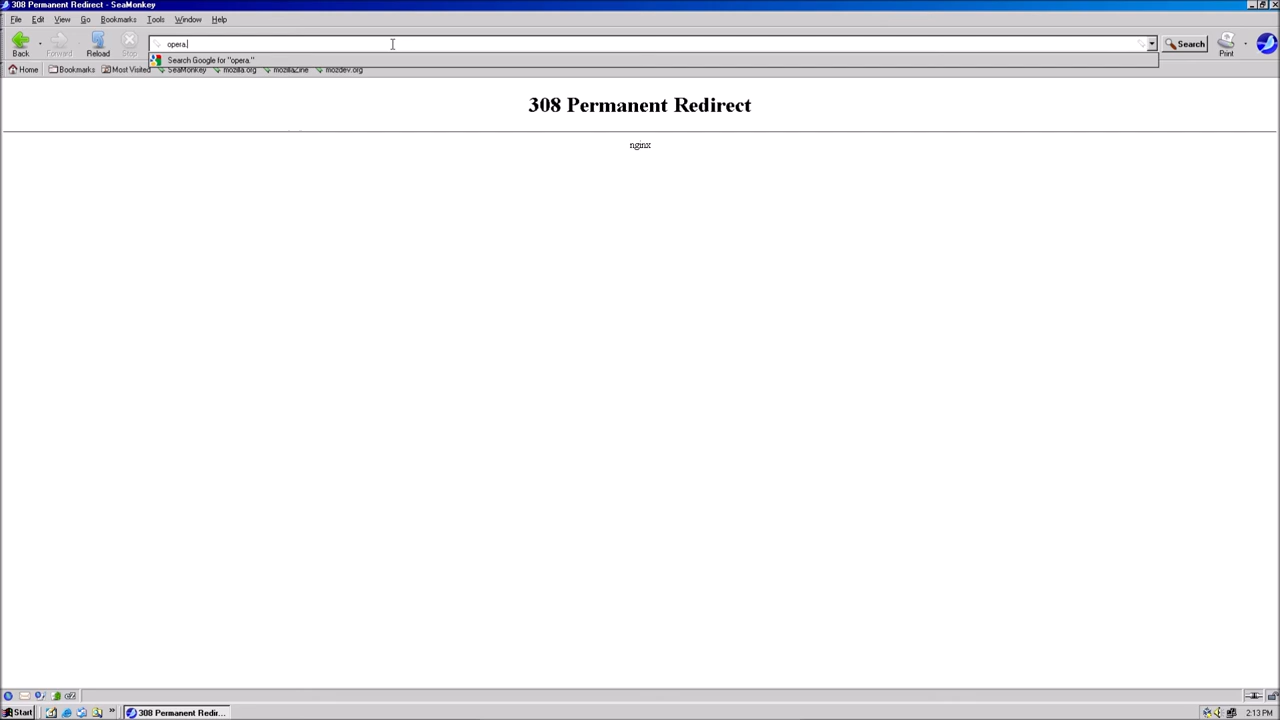 308 Permanent Redirect - SeaMonkey
File Edit View Go Bookmarks Tools Window Help
opera.
Back Forward Reload Stop Search Print
Search Google for "opera."
Home Bookmarks Most Visited SeaMonkey mozilla.org mozillaZine mozdev.org
308 Permanent Redirect
nginx
Start » 308 Permanent Redir... 2:13 PM